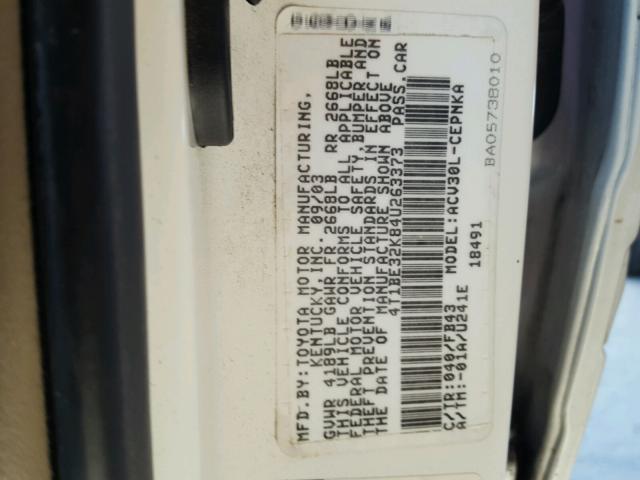 MFD.BY:TOYOTA MOTOR MANUFACTURING,
KENTUCKY,INC. 09/03
GVWR 4189LB GAWR FR 2668LB RR 2668LB
THIS VEHICLE CONFORMS TO ALL APPLICABLE
FEDERAL MOTOR VEHICLE SAFETY,BUMPER AND
THEFT PREVENTION STANDARDS IN EFFECT ON
THE DATE OF MANUFACTURE SHOWN ABOVE
4T1BE32K84U263373 PASS.CAR
C/TR:040/FB43 MODEL:ACV30L-CEPNKA
A/TM:-01A/U241E 18491
BA05738010